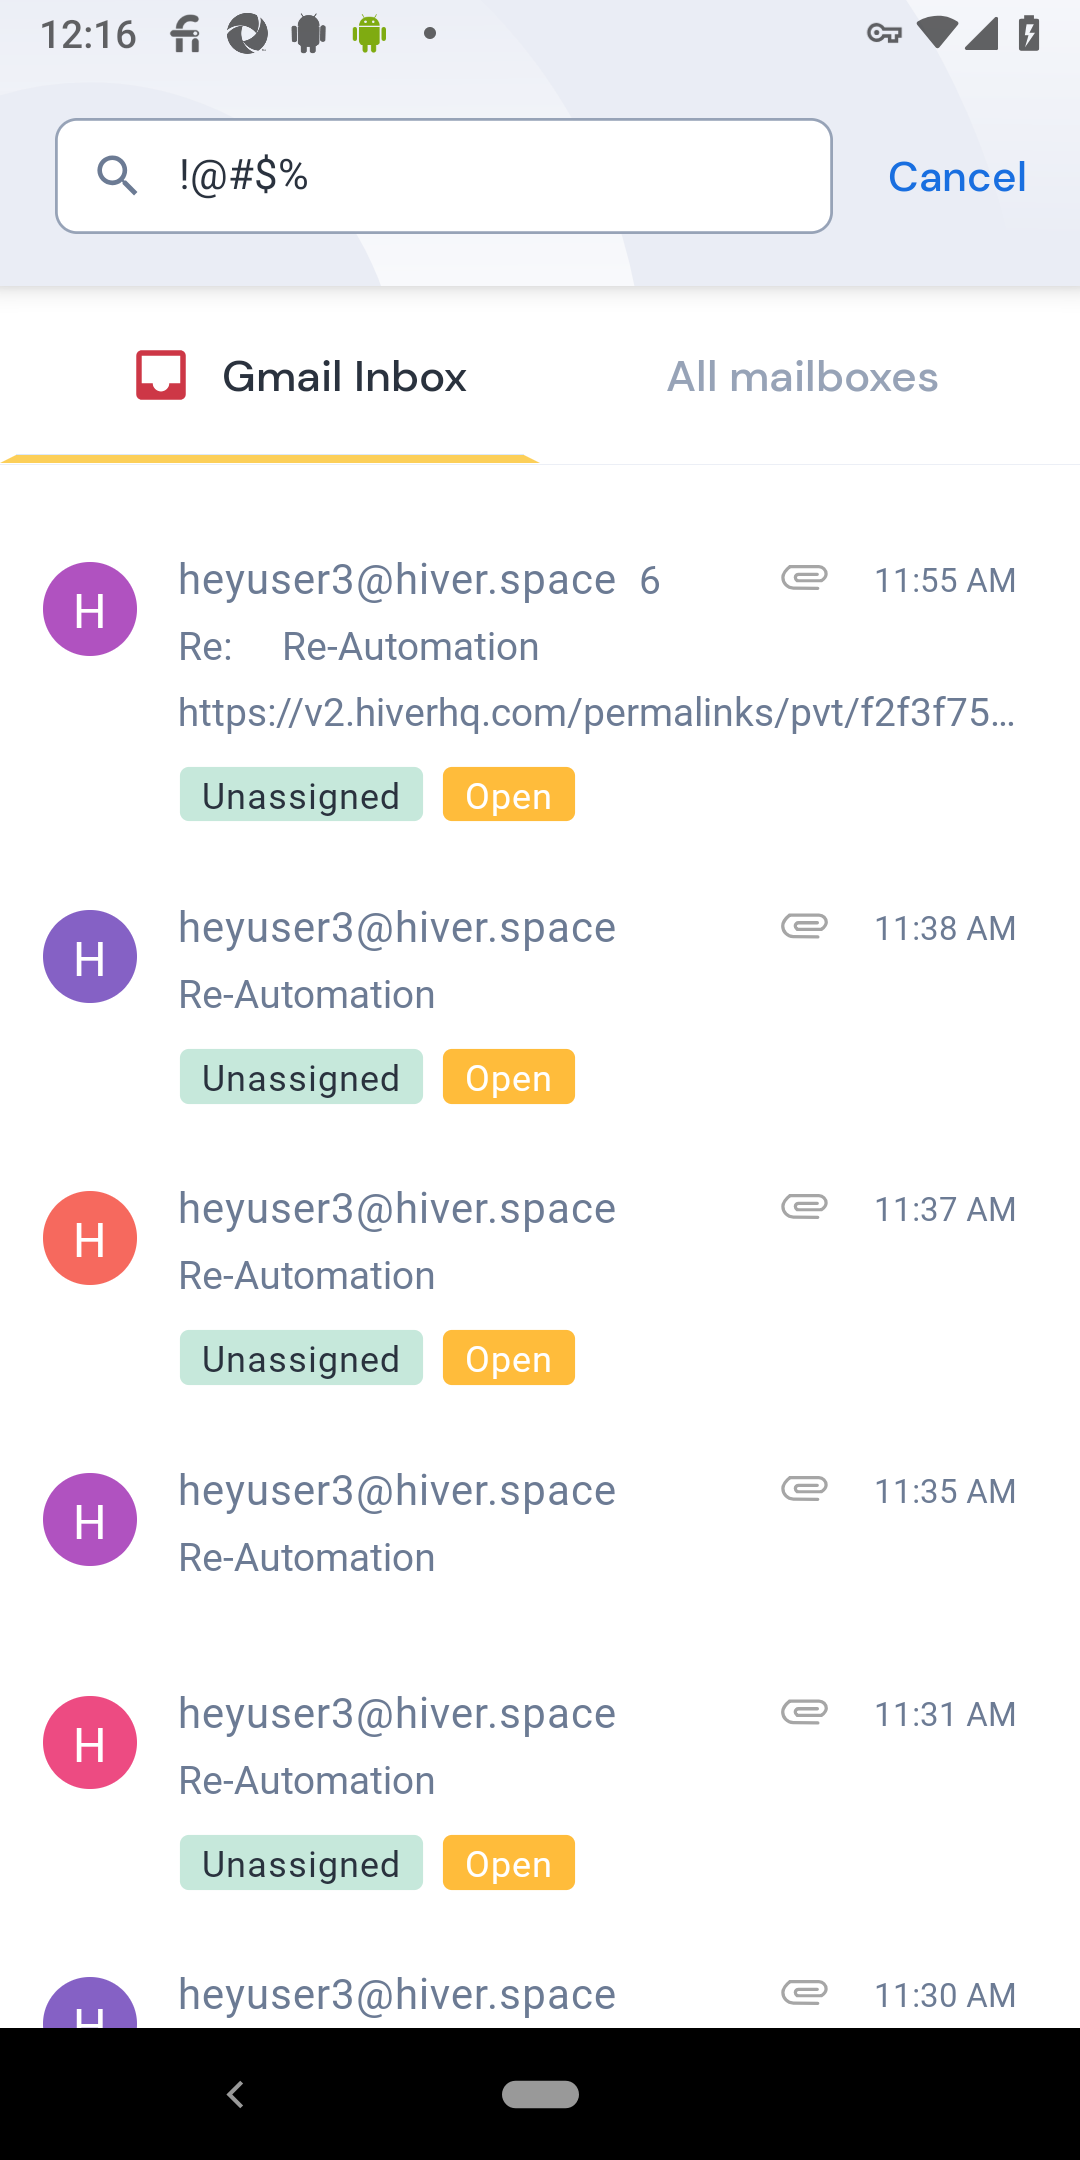 12:16
!@#$%
Cancel
Gmail Inbox
All mailboxes
H
heyuser3@hiver.space 6
11:55 AM
Re: Re-Automation
https://v2.hiverhq.com/permalinks/pvt/f2f3f75...
Unassigned Open
H
heyuser3@hiver.space
11:38 AM
Re-Automation
Unassigned Open
H
heyuser3@hiver.space
11:37 AM
Re-Automation
Unassigned Open
H
heyuser3@hiver.space
11:35 AM
Re-Automation
H
heyuser3@hiver.space
11:31 AM
Re-Automation
Unassigned Open
H
heyuser3@hiver.space
11:30 AM